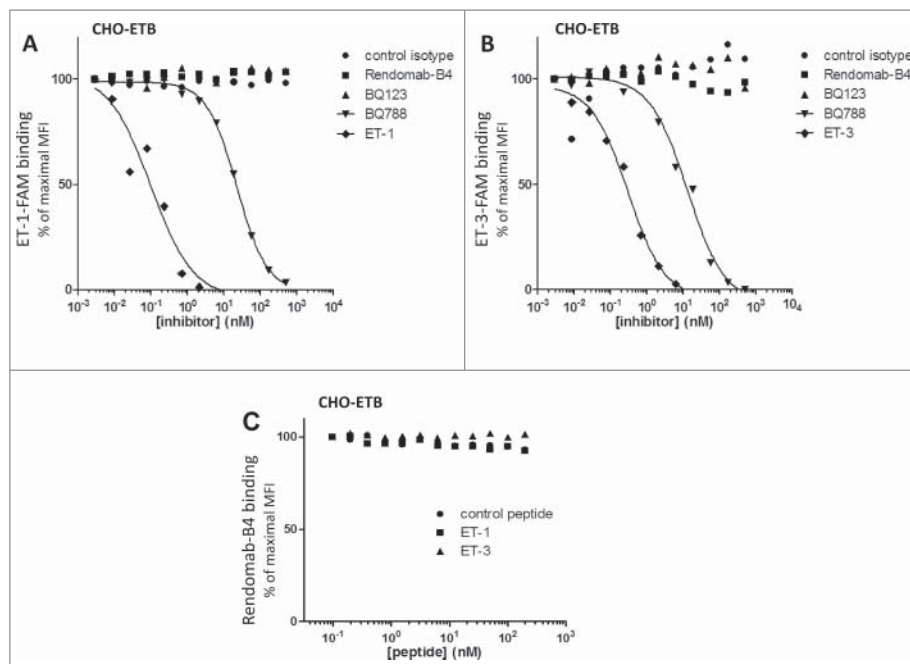 A
CHO-ETB
control isotype
Rendomab-B4
BQ123
BQ788
ET-1
ET-1-FAM binding
% of maximal MFI
100
50
0
10-3 10-2 10-1 100 101 102 103 104
[inhibitor] (nM)
B
CHO-ETB
control isotype
Rendomab-B4
BQ123
BQ788
ET-3
ET-3-FAM binding
% of maximal MFI
100
50
0
10-3 10-2 10-1 100 101 102 103 104
[inhibitor] (nM)
C
CHO-ETB
control peptide
ET-1
ET-3
Rendomab-B4 binding
% of maximal MFI
100
50
0
10-1 100 101 102 103
[peptide] (nM)